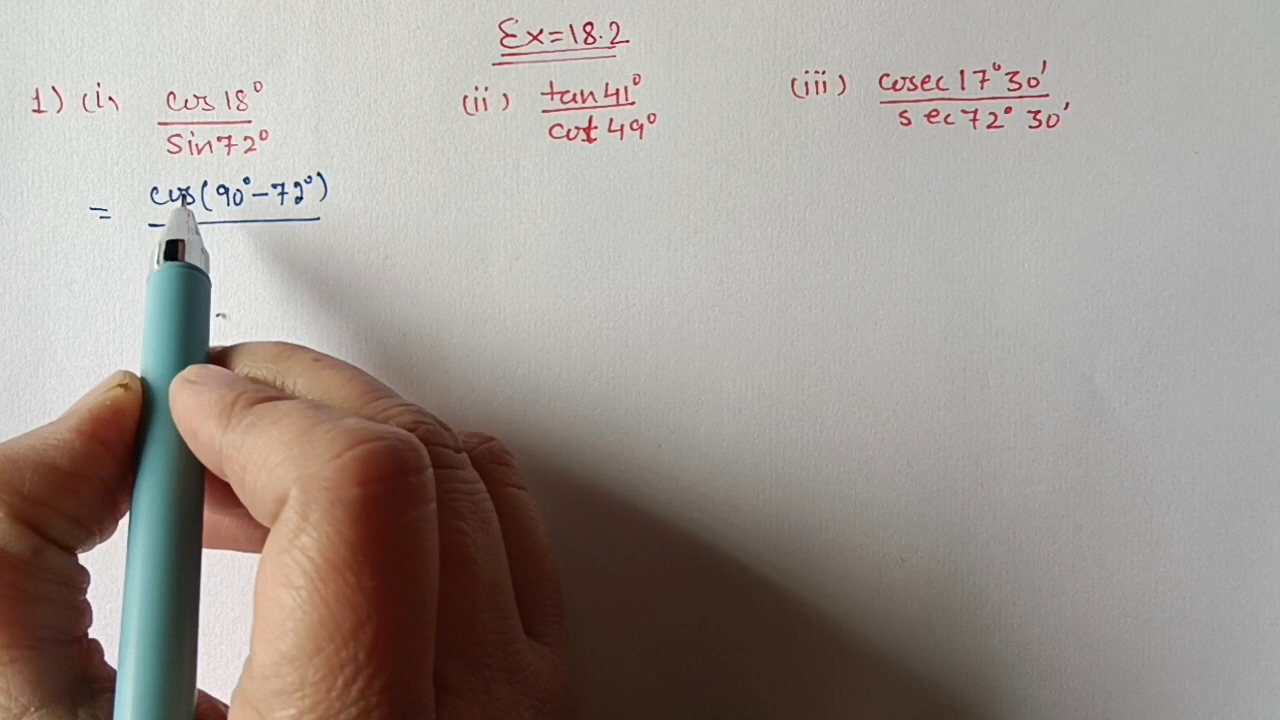 Ex=18.2
1) (i) cos 18°
sin 72°
= cos(90°-72°)
(ii) tan 41°
cot 49°
(iii) cosec 17° 30'
sec 72° 30'